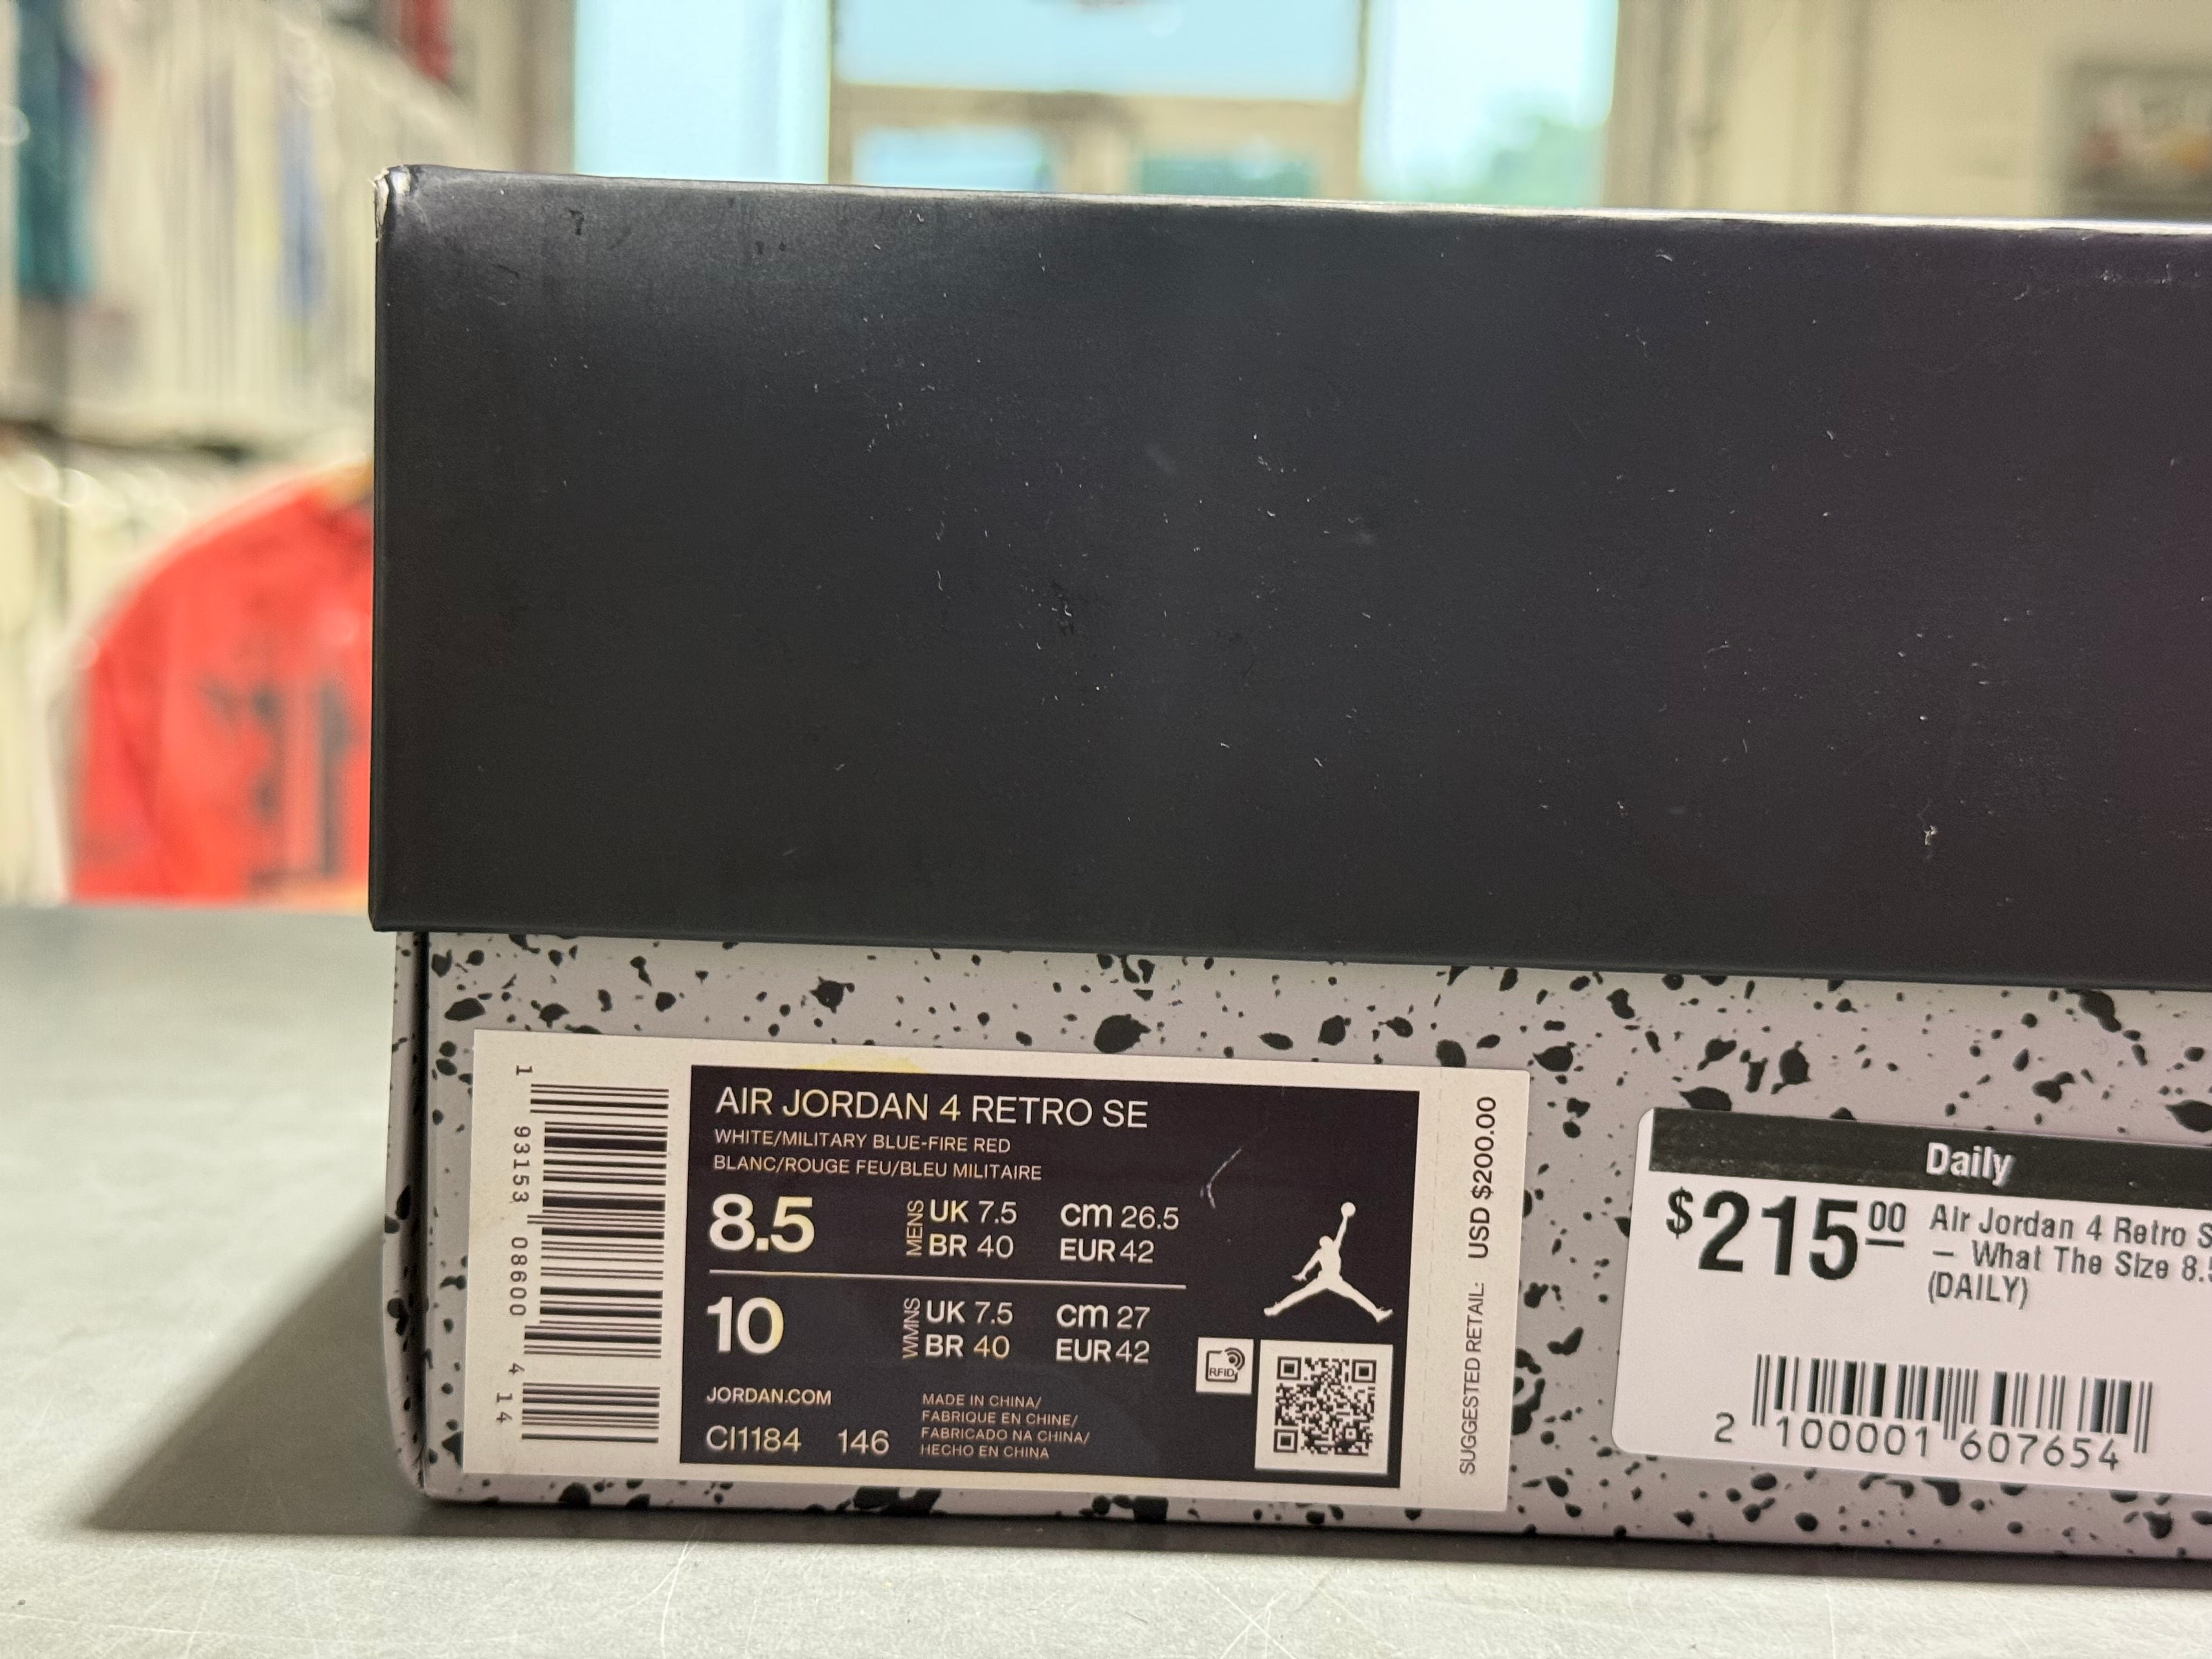 AIR JORDAN 4 RETRO SE
WHITE/MILITARY BLUE-FIRE RED
BLANC/ROUGE FEU/BLEU MILITAIRE
8.5 MENS UK 7.5 cm 26.5
BR 40 EUR 42
10 WMNS UK 7.5 cm 27
BR 40 EUR 42
JORDAN.COM
CI1184 146
MADE IN CHINA/
FABRIQUE EN CHINE/
FABRICADO NA CHINA/
HECHO EN CHINA
RFID
1 93153 08600 4 14
SUGGESTED RETAIL: USD $200.00
Daily
$215.00
Air Jordan 4 Retro S
– What The Size 8.5
(DAILY)
2 100001 607654